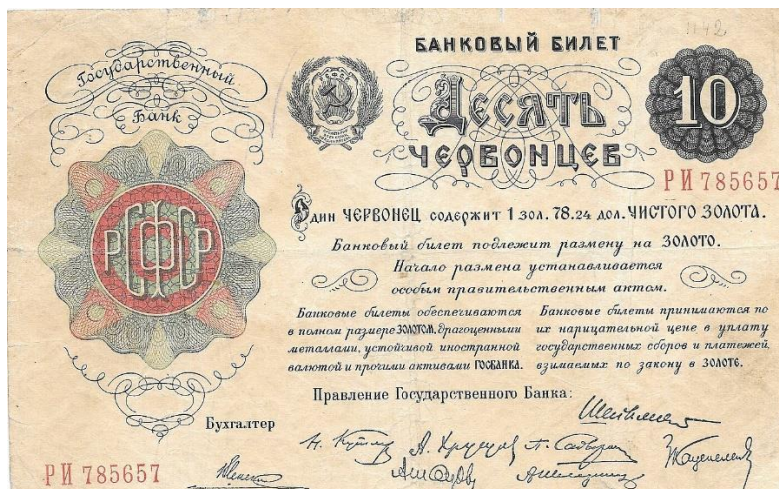 Государственный
Банк
РСФСР
1142
БАНКОВЫЙ БИЛЕТ
ДЕСЯТЬ
ЧЕРВОНЦЕВ
10
РИ 785657
Один ЧЕРВОНЕЦ содержит 1 зол. 78.24 дол. ЧИСТОГО ЗОЛОТА.
Банковый билет подлежит размену на ЗОЛОТО.
Начало размена устанавливается
особым правительственным актом.
Банковые билеты обеспечиваются
в полном размере ЗОЛОТОМ, драгоценными
металлами, устойчивой иностранной
валютой и прочими активами ГОСБАНКА.
Банковые билеты принимаются по
их нарицательной цене в уплату
государственных сборов и платежей,
взимаемых по закону в ЗОЛОТЕ.
Правление Государственного Банка:
Бухгалтер
РИ 785657